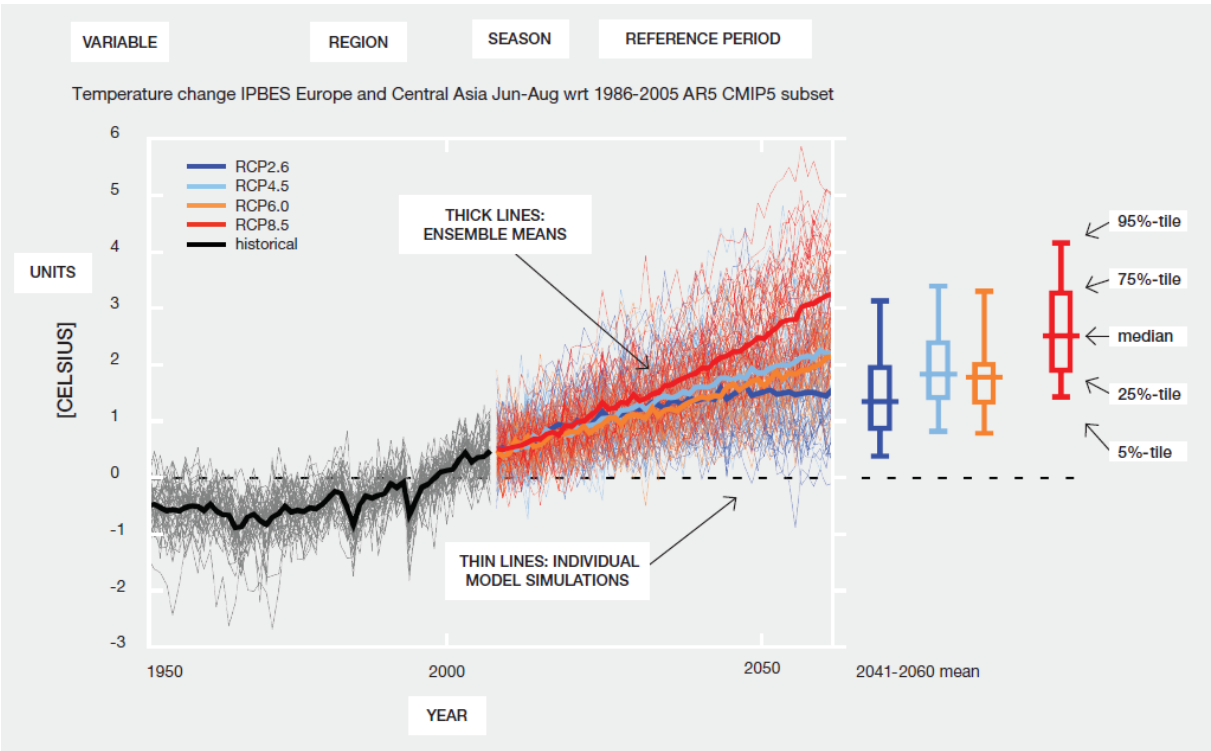 VARIABLE
REGION
SEASON
REFERENCE PERIOD
Temperature change IPBES Europe and Central Asia Jun-Aug wrt 1986-2005 AR5 CMIP5 subset
6
5
4
3
2
1
0
-1
-2
-3
UNITS
[CELSIUS]
RCP2.6
RCP4.5
RCP6.0
RCP8.5
historical
THICK LINES:
ENSEMBLE MEANS
THIN LINES: INDIVIDUAL
MODEL SIMULATIONS
95%-tile
75%-tile
median
25%-tile
5%-tile
1950
2000
2050
2041-2060 mean
YEAR